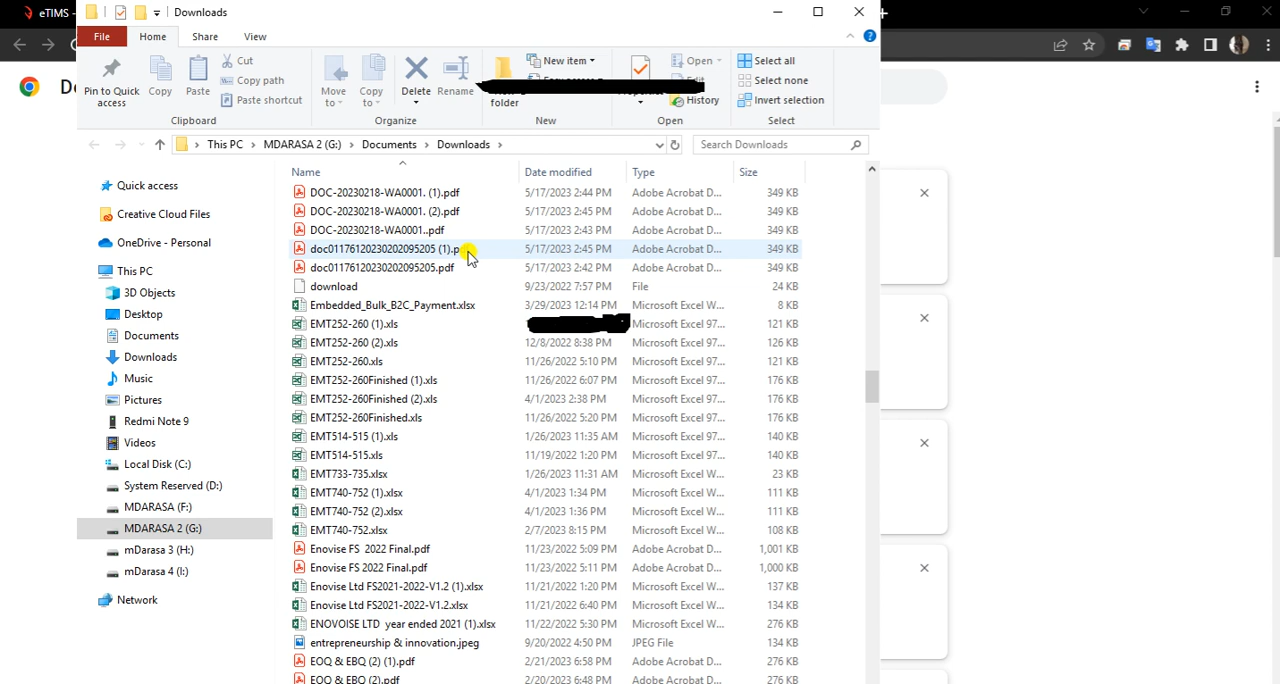 eTIMS -
Downloads
File Home Share View
Pin to Quick access
Copy
Paste
Cut
Copy path
Paste shortcut
Clipboard
Move to
Copy to
Delete
Rename
Organize
New item
folder
New
Open
History
Open
Select all
Select none
Invert selection
Select
This PC > MDARASA 2 (G:) > Documents > Downloads >
Search Downloads
Quick access
Creative Cloud Files
OneDrive - Personal
This PC
3D Objects
Desktop
Documents
Downloads
Music
Pictures
Redmi Note 9
Videos
Local Disk (C:)
System Reserved (D:)
MDARASA (F:)
MDARASA 2 (G:)
mDarasa 3 (H:)
mDarasa 4 (I:)
Network
Name Date modified Type Size
DOC-20230218-WA0001. (1).pdf 5/17/2023 2:44 PM Adobe Acrobat D... 349 KB
DOC-20230218-WA0001. (2).pdf 5/17/2023 2:45 PM Adobe Acrobat D... 349 KB
DOC-20230218-WA0001..pdf 5/17/2023 2:43 PM Adobe Acrobat D... 349 KB
doc01176120230202095205 (1).p 5/17/2023 2:45 PM Adobe Acrobat D... 349 KB
doc01176120230202095205.pdf 5/17/2023 2:42 PM Adobe Acrobat D... 349 KB
download 9/23/2022 7:57 PM File 24 KB
Embedded_Bulk_B2C_Payment.xlsx 3/29/2023 12:14 PM Microsoft Excel W... 8 KB
EMT252-260 (1).xls Microsoft Excel 97... 121 KB
EMT252-260 (2).xls 12/8/2022 8:38 PM Microsoft Excel 97... 126 KB
EMT252-260.xls 11/26/2022 5:10 PM Microsoft Excel 97... 121 KB
EMT252-260Finished (1).xls 11/26/2022 6:07 PM Microsoft Excel 97... 176 KB
EMT252-260Finished (2).xls 4/1/2023 2:38 PM Microsoft Excel 97... 176 KB
EMT252-260Finished.xls 11/26/2022 5:20 PM Microsoft Excel 97... 176 KB
EMT514-515 (1).xls 1/26/2023 11:35 AM Microsoft Excel 97... 140 KB
EMT514-515.xls 11/19/2022 1:20 PM Microsoft Excel 97... 140 KB
EMT733-735.xlsx 1/26/2023 11:31 AM Microsoft Excel W... 23 KB
EMT740-752 (1).xlsx 4/1/2023 1:34 PM Microsoft Excel W... 111 KB
EMT740-752 (2).xlsx 4/1/2023 1:36 PM Microsoft Excel W... 111 KB
EMT740-752.xlsx 2/7/2023 8:15 PM Microsoft Excel W... 108 KB
Enovise FS 2022 Final.pdf 11/23/2022 5:09 PM Adobe Acrobat D... 1,001 KB
Enovise FS 2022 Final.pdf 11/23/2022 5:11 PM Adobe Acrobat D... 1,000 KB
Enovise Ltd FS2021-2022-V1.2 (1).xlsx 11/21/2022 1:20 PM Microsoft Excel W... 137 KB
Enovise Ltd FS2021-2022-V1.2.xlsx 11/21/2022 6:40 PM Microsoft Excel W... 134 KB
ENOVOISE LTD year ended 2021 (1).xlsx 11/22/2022 5:30 PM Microsoft Excel W... 276 KB
entrepreneurship & innovation.jpeg 9/20/2022 4:50 PM JPEG File 134 KB
EOQ & EBQ (2) (1).pdf 2/21/2023 6:58 PM Adobe Acrobat D... 276 KB
EOQ & EBQ (2).pdf 2/20/2023 6:48 PM Adobe Acrobat D... 276 KB